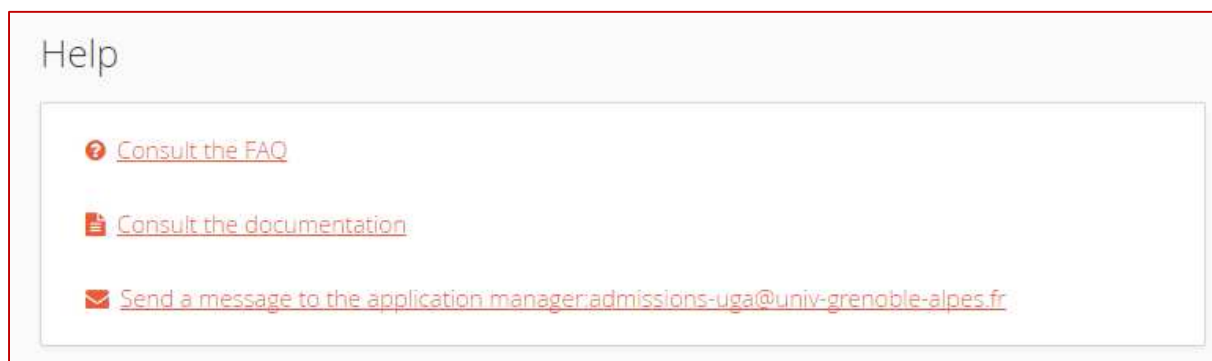 Help
Consult the FAQ
Consult the documentation
Send a message to the application manager:admissions-uga@univ-grenoble-alpes.fr